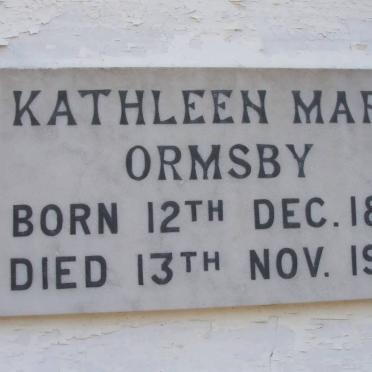 KATHLEEN MAR
ORMSBY
BORN 12TH DEC. 18
DIED 13TH NOV. 19